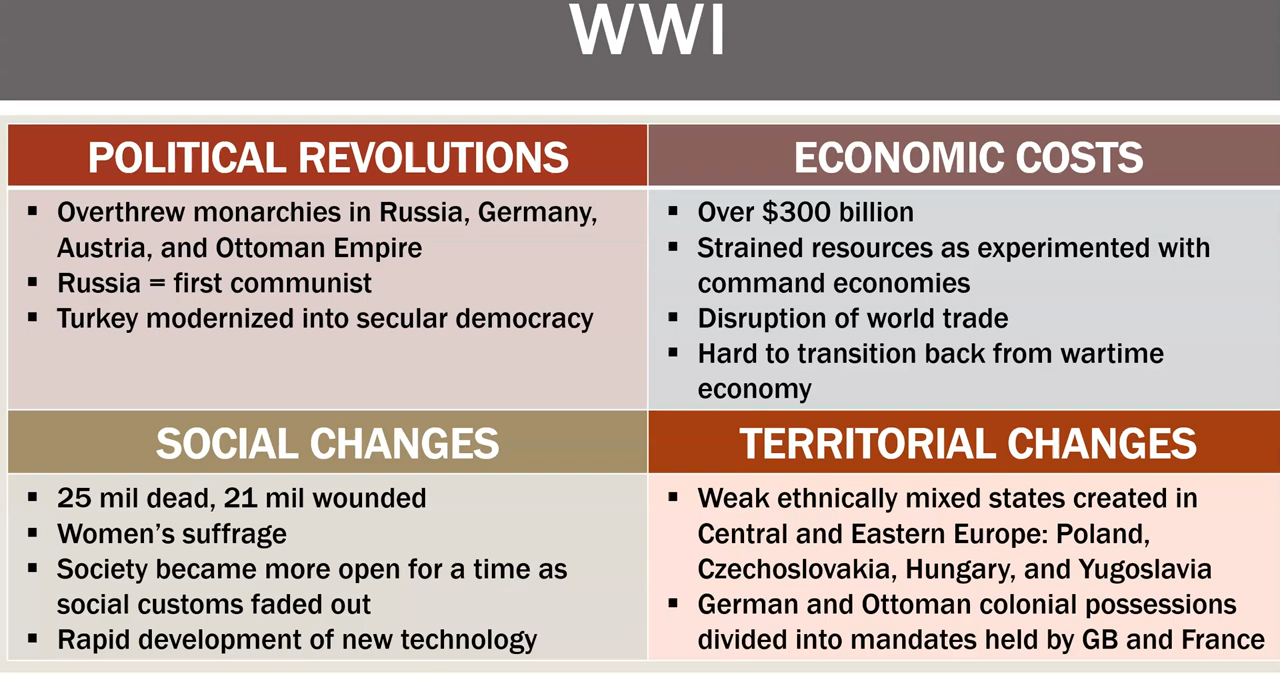 WWI
POLITICAL REVOLUTIONS
▪ Overthrew monarchies in Russia, Germany,
Austria, and Ottoman Empire
▪ Russia = first communist
▪ Turkey modernized into secular democracy
ECONOMIC COSTS
▪ Over $300 billion
▪ Strained resources as experimented with
command economies
▪ Disruption of world trade
▪ Hard to transition back from wartime
economy
SOCIAL CHANGES
▪ 25 mil dead, 21 mil wounded
▪ Women’s suffrage
▪ Society became more open for a time as
social customs faded out
▪ Rapid development of new technology
TERRITORIAL CHANGES
▪ Weak ethnically mixed states created in
Central and Eastern Europe: Poland,
Czechoslovakia, Hungary, and Yugoslavia
▪ German and Ottoman colonial possessions
divided into mandates held by GB and France